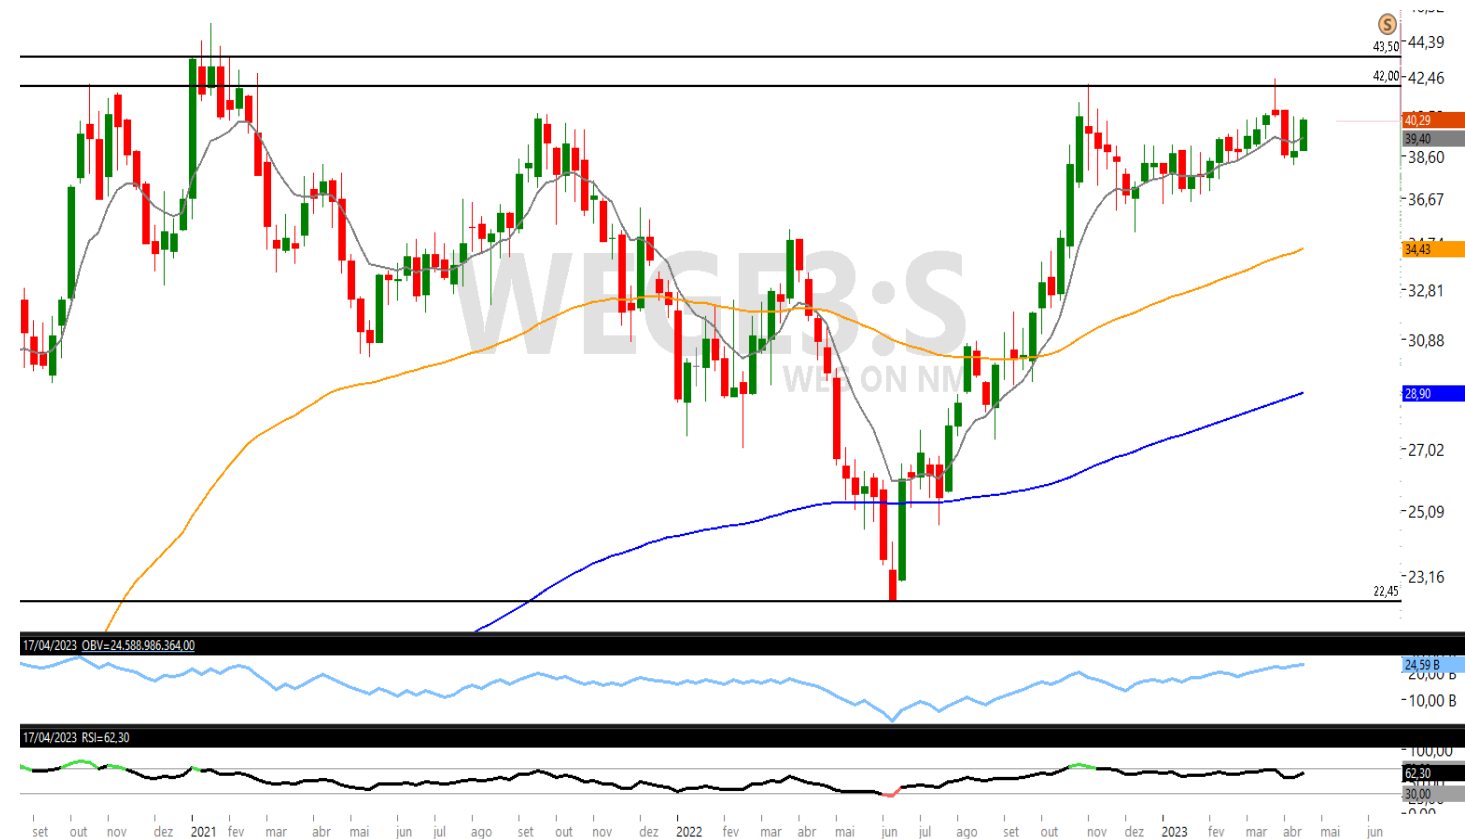 S
43,50
44,39
42,00
42,46
40,29
39,40
38,60
36,67
34,43
32,81
30,88
28,90
27,02
25,09
23,16
22,45
WEGE3:S
WEG ON NM
17/04/2023 OBV=24.588.986.364,00
24,59 B
20,00 B
10,00 B
17/04/2023 RSI=62,30
100,00
62,30
30,00
set out nov dez 2021 fev mar abr mai jun jul ago set out nov 2022 fev mar abr mai jun jul ago set out nov dez 2023 fev mar abr mai jun